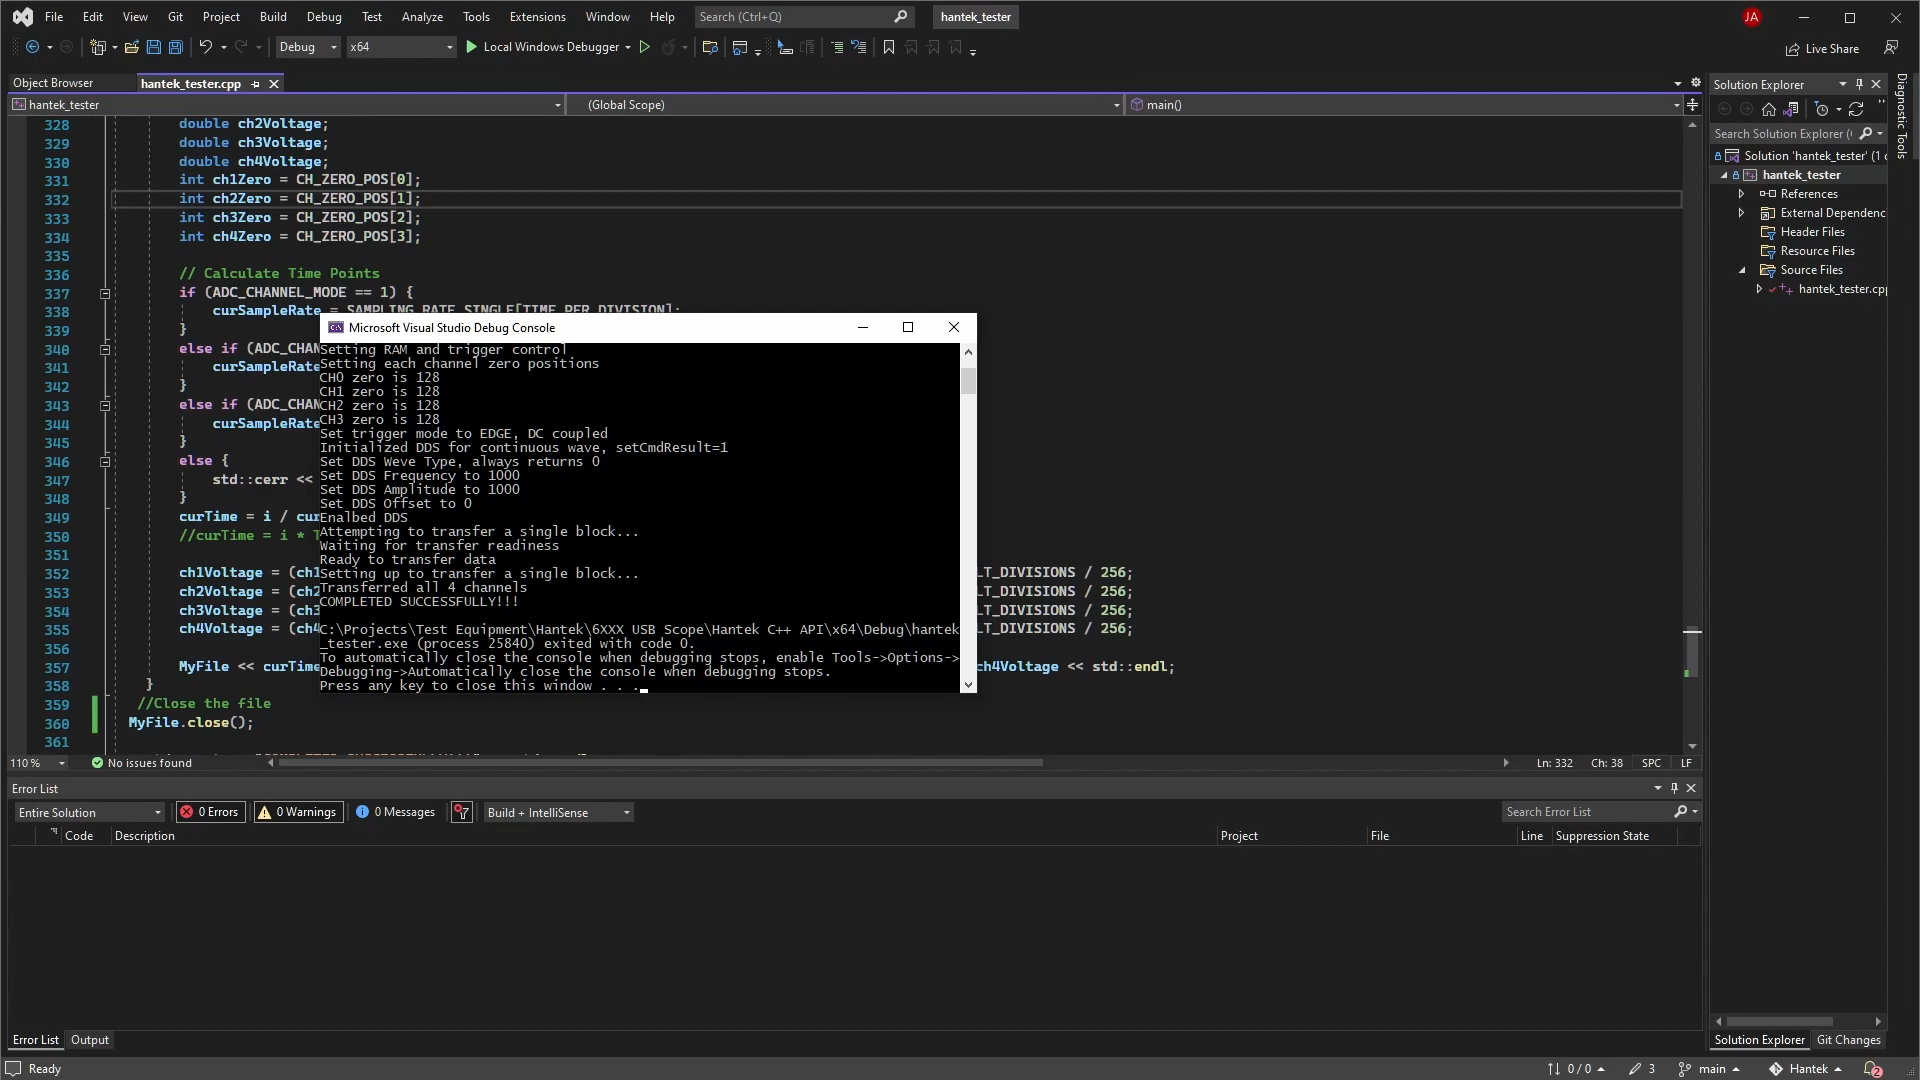 File Edit View Git Project Build Debug Test Analyze Tools Extensions Window Help Search (Ctrl+Q) hantek_tester JA
Debug x64 Local Windows Debugger Live Share
Object Browser hantek_tester.cpp
hantek_tester (Global Scope) main()
328 double ch2Voltage;
329 double ch3Voltage;
330 double ch4Voltage;
331 int ch1Zero = CH_ZERO_POS[0];
332 int ch2Zero = CH_ZERO_POS[1];
333 int ch3Zero = CH_ZERO_POS[2];
334 int ch4Zero = CH_ZERO_POS[3];
335
336 // Calculate Time Points
337 if (ADC_CHANNEL_MODE == 1) {
338 curSampleRate = SAMPLING_RATE_SINGLE[TIME_PER_DIVISION];
339 }
340 else if (ADC_CHAN
341 curSampleRate
342 }
343 else if (ADC_CHAN
344 curSampleRate
345 }
346 else {
347 std::cerr <<
348 }
349 curTime = i / cur
350 //curTime = i * T
351
352 ch1Voltage = (ch1 LT_DIVISIONS / 256;
353 ch2Voltage = (ch2 LT_DIVISIONS / 256;
354 ch3Voltage = (ch3 LT_DIVISIONS / 256;
355 ch4Voltage = (ch4 LT_DIVISIONS / 256;
356
357 MyFile << curTime ch4Voltage << std::endl;
358 }
359 //Close the file
360 MyFile.close();
361
Microsoft Visual Studio Debug Console
Setting RAM and trigger control
Setting each channel zero positions
CH0 zero is 128
CH1 zero is 128
CH2 zero is 128
CH3 zero is 128
Set trigger mode to EDGE, DC coupled
Initialized DDS for continuous wave, setCmdResult=1
Set DDS Weve Type, always returns 0
Set DDS Frequency to 1000
Set DDS Amplitude to 1000
Set DDS Offset to 0
Enalbed DDS
Attempting to transfer a single block...
Waiting for transfer readiness
Ready to transfer data
Setting up to transfer a single block...
Transferred all 4 channels
COMPLETED SUCCESSFULLY!!!
C:\Projects\Test Equipment\Hantek\6XXX USB Scope\Hantek C++ API\x64\Debug\hantek
_tester.exe (process 25840) exited with code 0.
To automatically close the console when debugging stops, enable Tools->Options->
Debugging->Automatically close the console when debugging stops.
Press any key to close this window . . .
110 % No issues found Ln: 332 Ch: 38 SPC LF
Error List
Entire Solution 0 Errors 0 Warnings 0 Messages Build + IntelliSense Search Error List
Code Description Project File Line Suppression State
Error List Output
Solution Explorer
Search Solution Explorer (
Solution 'hantek_tester' (1
hantek_tester
References
External Dependenc
Header Files
Resource Files
Source Files
hantek_tester.cpp
Solution Explorer Git Changes
Diagnostic Tools
Ready 0 / 0 3 main Hantek 2